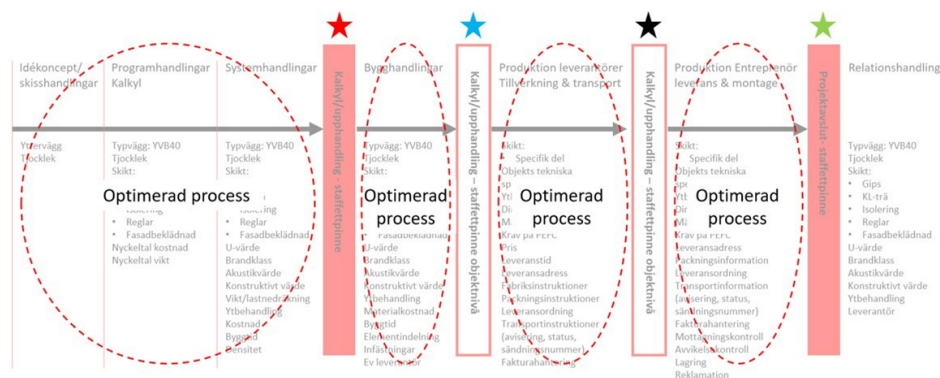 Idékoncept/
skisshandlingar
Programhandlingar
Kalkyl
Systemhandlingar
Kalkyl/upphandling - staffettpinne
Bygghandlingar
Kalkyl/upphandling – staffettpinne objektnivå
Produktion leverantörer
Tillverkning & transport
Kalkyl/upphandling – staffettpinne objektnivå
Produktion Entreprenör
leverans & montage
Projektavslut- staffettpinne
Relationshandling
Yttervägg
Tjocklek
Typvägg: YVB40
Tjocklek
Skikt:
Isolering
• Reglar
• Fasadbeklädnad
Nyckeltal kostnad
Nyckeltal vikt
Typvägg: YVB40
Tjocklek
Skikt:
Isolering
• Reglar
• Fasadbeklädnad
U-värde
Brandklass
Akustikvärde
Konstruktivt värde
Vikt/lastnedräkning
Ytbehandling
Kostnad
Byggtid
Densitet
Optimerad process
Typvägg: YVB40
Tjocklek
Skikt:
Optimerad
process
• Fasadbeklädnad
U-värde
Brandklass
Akustikvärde
Konstruktivt värde
Ytbehandling
Materialkostnad
Byggtid
Elementindelning
Infästningar
Ev leverantör
Skikt:
Specifik del
Objekts tekniska
Optimerad
process
Krav på PEFC
Pris
Leveranstid
Leveransadress
Fabriksinstruktioner
Packningsinstruktioner
Leveransordning
Transportinstruktioner
(avisering, status,
sändningsnummer)
Fakturahantering
Skikt:
Specifik del
Objekts tekniska
Optimerad
process
Krav på PEFC
Leveransadress
Packningsinformation
Leveransordning
Transportinformation
(avisering, status,
sändningsnummer)
Fakturahantering
Mottagningskontroll
Avvikelsekontroll
Lagring
Reklamation
Typvägg: YVB40
Tjocklek
Skikt:
• Gips
• KL-trä
• Isolering
• Reglar
• Fasadbeklädnad
U-värde
Brandklass
Akustikvärde
Konstruktivt värde
Ytbehandling
Leverantör